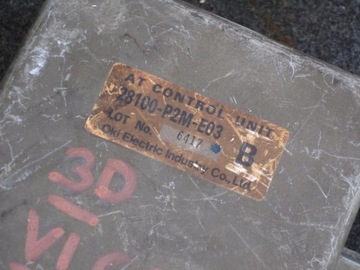 AT CONTROL UNIT
28100-P2M-E03
LOT No. 6417 B
Oki Electric Industry Co., Ltd.
3D